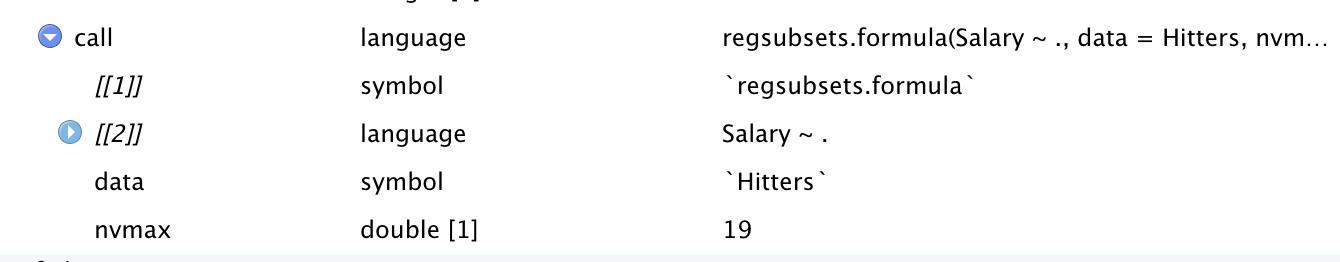 call language regsubsets.formula(Salary ~ ., data = Hitters, nvm...
[[1]] symbol `regsubsets.formula`
[[2]] language Salary ~ .
data symbol `Hitters`
nvmax double [1] 19